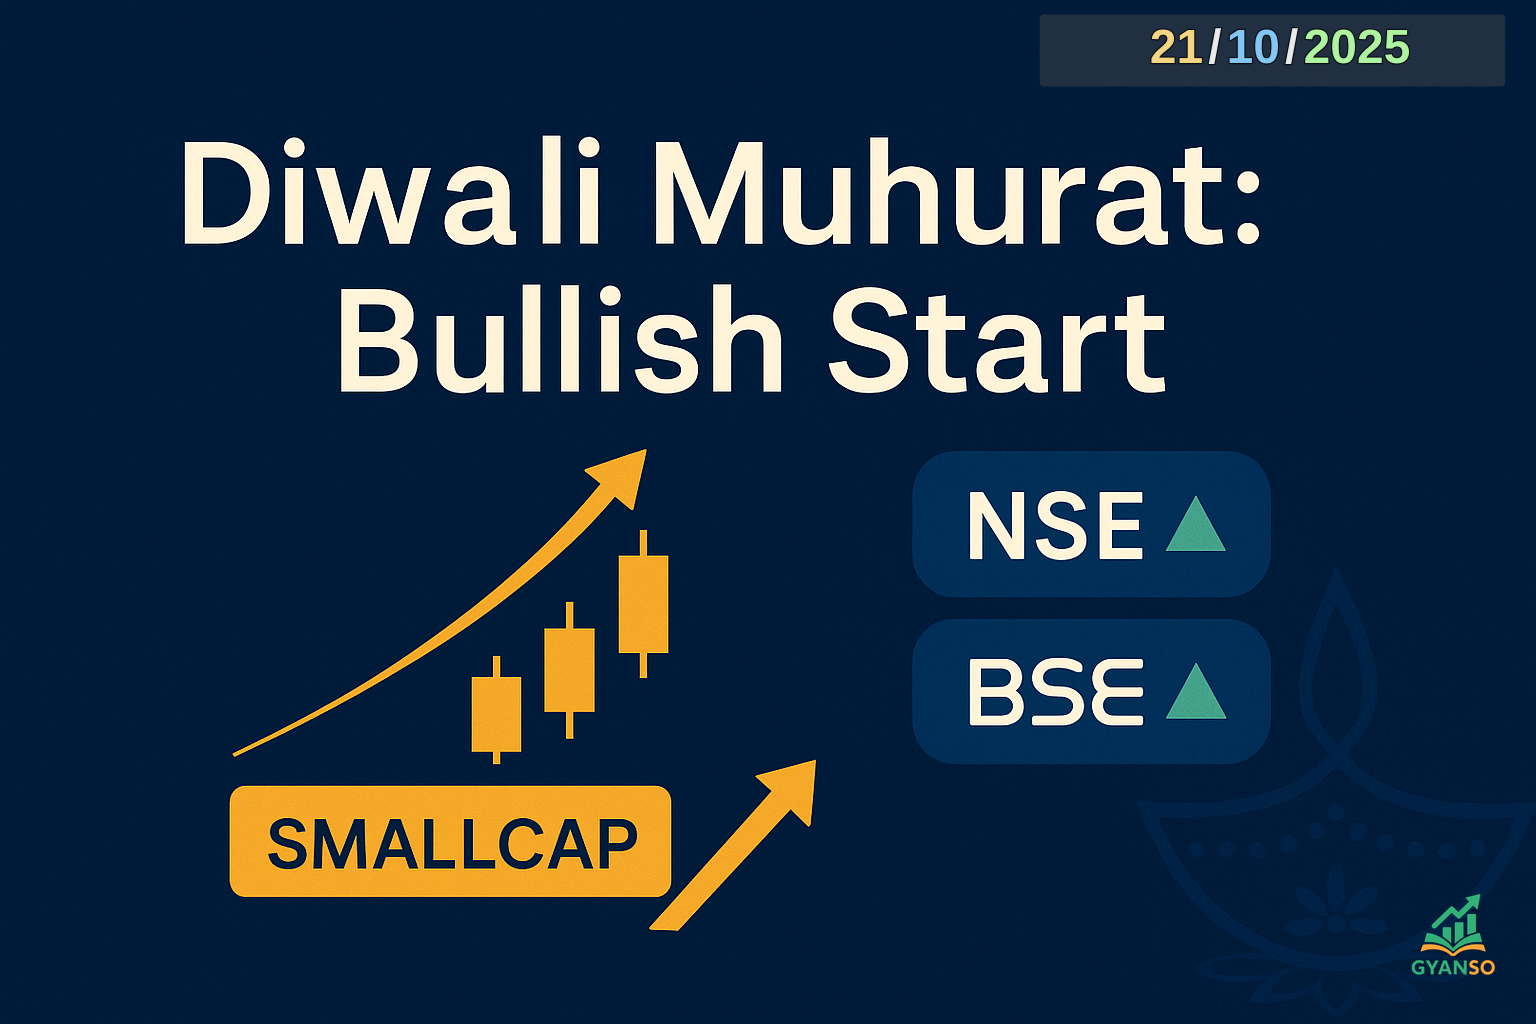 21/10/2025
Diwali Muhurat:
Bullish Start
NSE
BSE
SMALLCAP
GYANSO